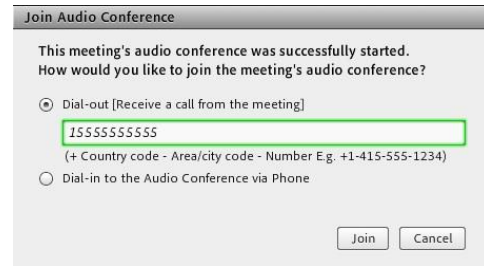 Join Audio Conference
This meeting's audio conference was successfully started.
How would you like to join the meeting's audio conference?
Dial-out [Receive a call from the meeting]
15555555555
(+ Country code - Area/city code - Number E.g. +1-415-555-1234)
Dial-in to the Audio Conference via Phone
Join Cancel